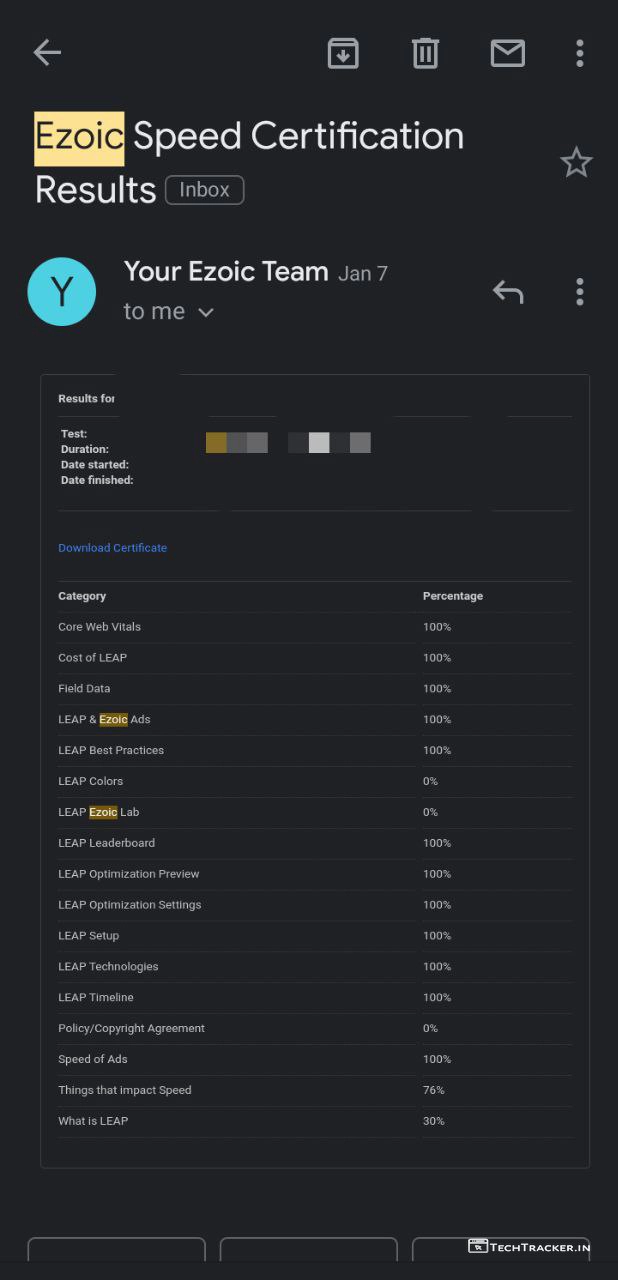 Ezoic Speed Certification
Results Inbox
Y
Your Ezoic Team Jan 7
to me
Results for
Test:
Duration:
Date started:
Date finished:
Download Certificate
Category Percentage
Core Web Vitals 100%
Cost of LEAP 100%
Field Data 100%
LEAP & Ezoic Ads 100%
LEAP Best Practices 100%
LEAP Colors 0%
LEAP Ezoic Lab 0%
LEAP Leaderboard 100%
LEAP Optimization Preview 100%
LEAP Optimization Settings 100%
LEAP Setup 100%
LEAP Technologies 100%
LEAP Timeline 100%
Policy/Copyright Agreement 0%
Speed of Ads 100%
Things that impact Speed 76%
What is LEAP 30%
TECHTRACKER.IN